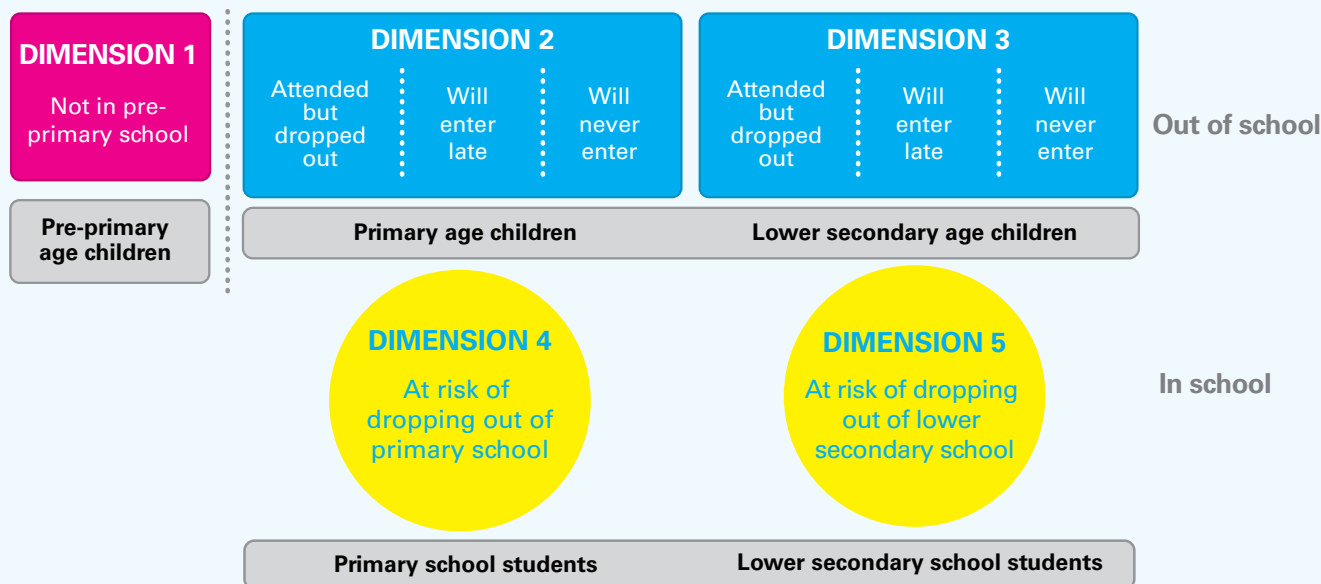 DIMENSION 1
Not in pre-
primary school
Pre-primary
age children
DIMENSION 2
Attended
but
dropped
out
Will
enter
late
Will
never
enter
DIMENSION 3
Attended
but
dropped
out
Will
enter
late
Will
never
enter
Out of school
Primary age children
Lower secondary age children
DIMENSION 4
At risk of
dropping out of
primary school
DIMENSION 5
At risk of dropping
out of lower
secondary school
In school
Primary school students
Lower secondary school students